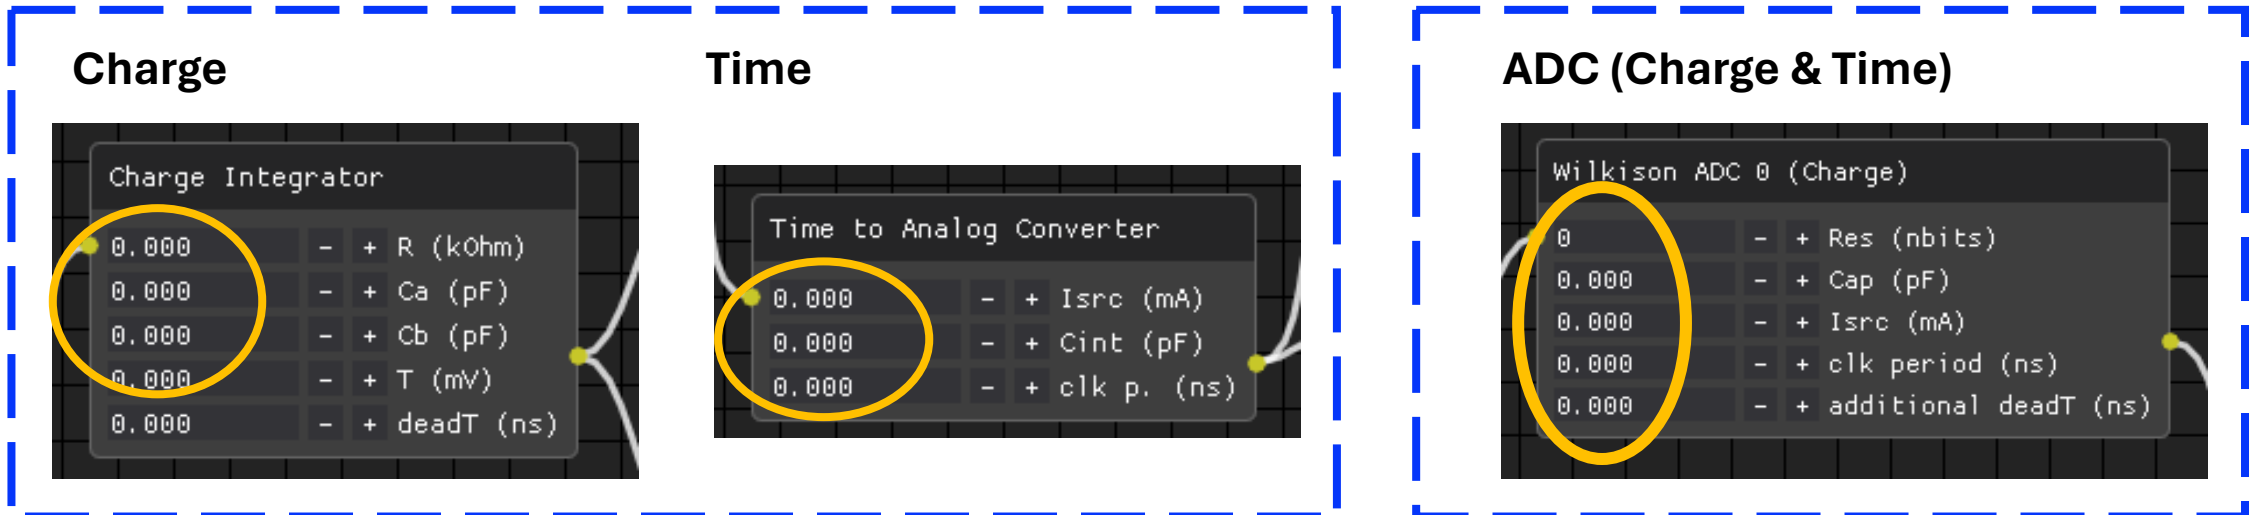 Charge
Charge Integrator
0.000 - + R (kOhm)
0.000 - + Ca (pF)
0.000 - + Cb (pF)
0.000 - + T (mV)
0.000 - + deadT (ns)
Time
Time to Analog Converter
0.000 - + Isrc (mA)
0.000 - + Cint (pF)
0.000 - + clk p. (ns)
ADC (Charge & Time)
Wilkison ADC 0 (Charge)
0 - + Res (nbits)
0.000 - + Cap (pF)
0.000 - + Isrc (mA)
0.000 - + clk period (ns)
0.000 - + additional deadT (ns)